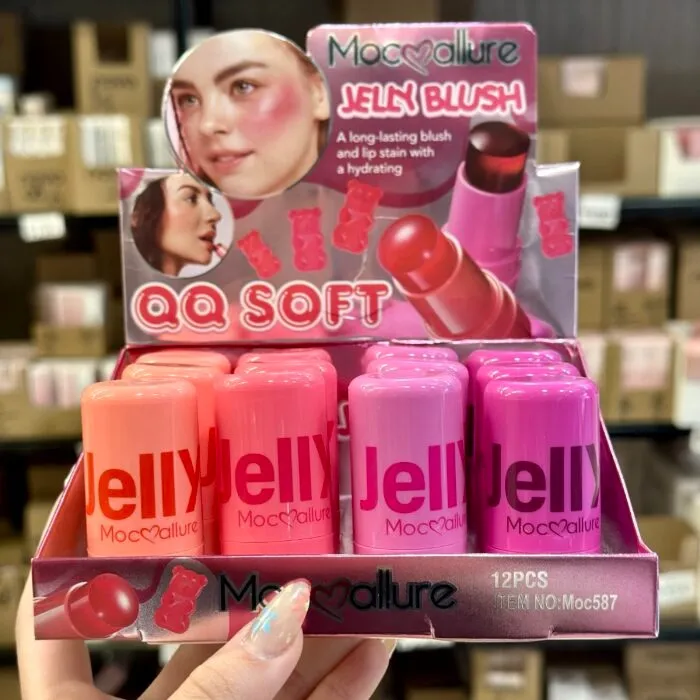 Mocallure
JELLY BLUSH
A long-lasting blush
and lip stain with
a hydrating
QQ SOFT
Jelly
Mocallure
Jelly
Mocallure
Jelly
Mocallure
Jelly
Mocallure
Mocallure
12PCS
ITEM NO:Moc587